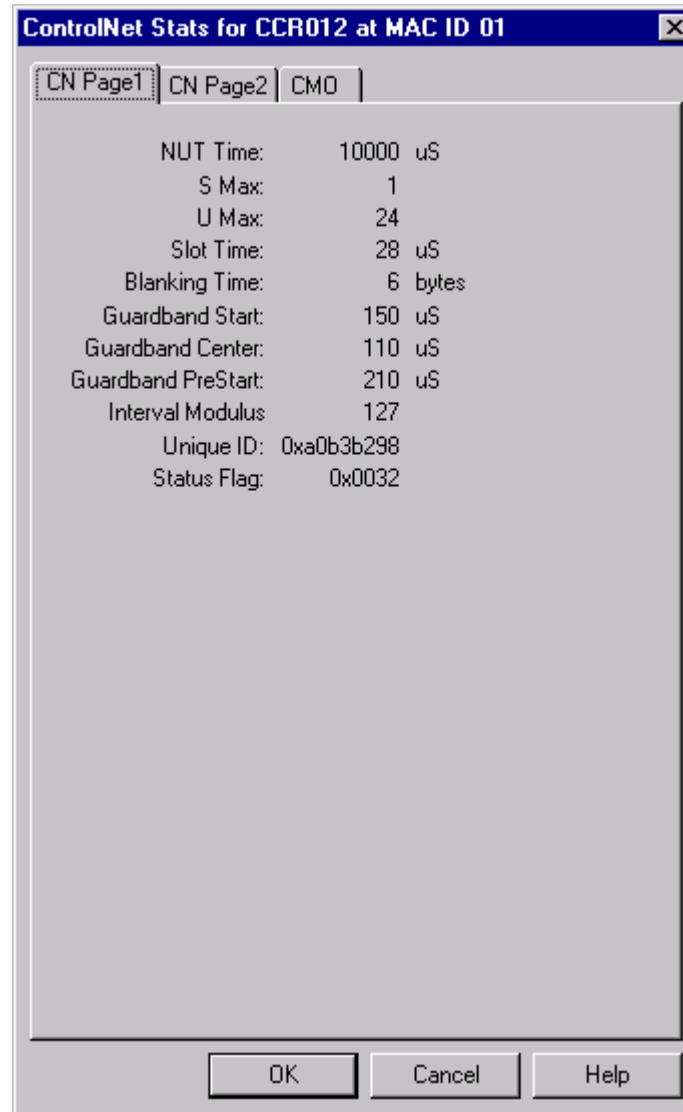 ControlNet Stats for CCR012 at MAC ID 01
CN Page1 CN Page2 CMO
NUT Time: 10000 uS
S Max: 1
U Max: 24
Slot Time: 28 uS
Blanking Time: 6 bytes
Guardband Start: 150 uS
Guardband Center: 110 uS
Guardband PreStart: 210 uS
Interval Modulus 127
Unique ID: 0xa0b3b298
Status Flag: 0x0032
OK Cancel Help